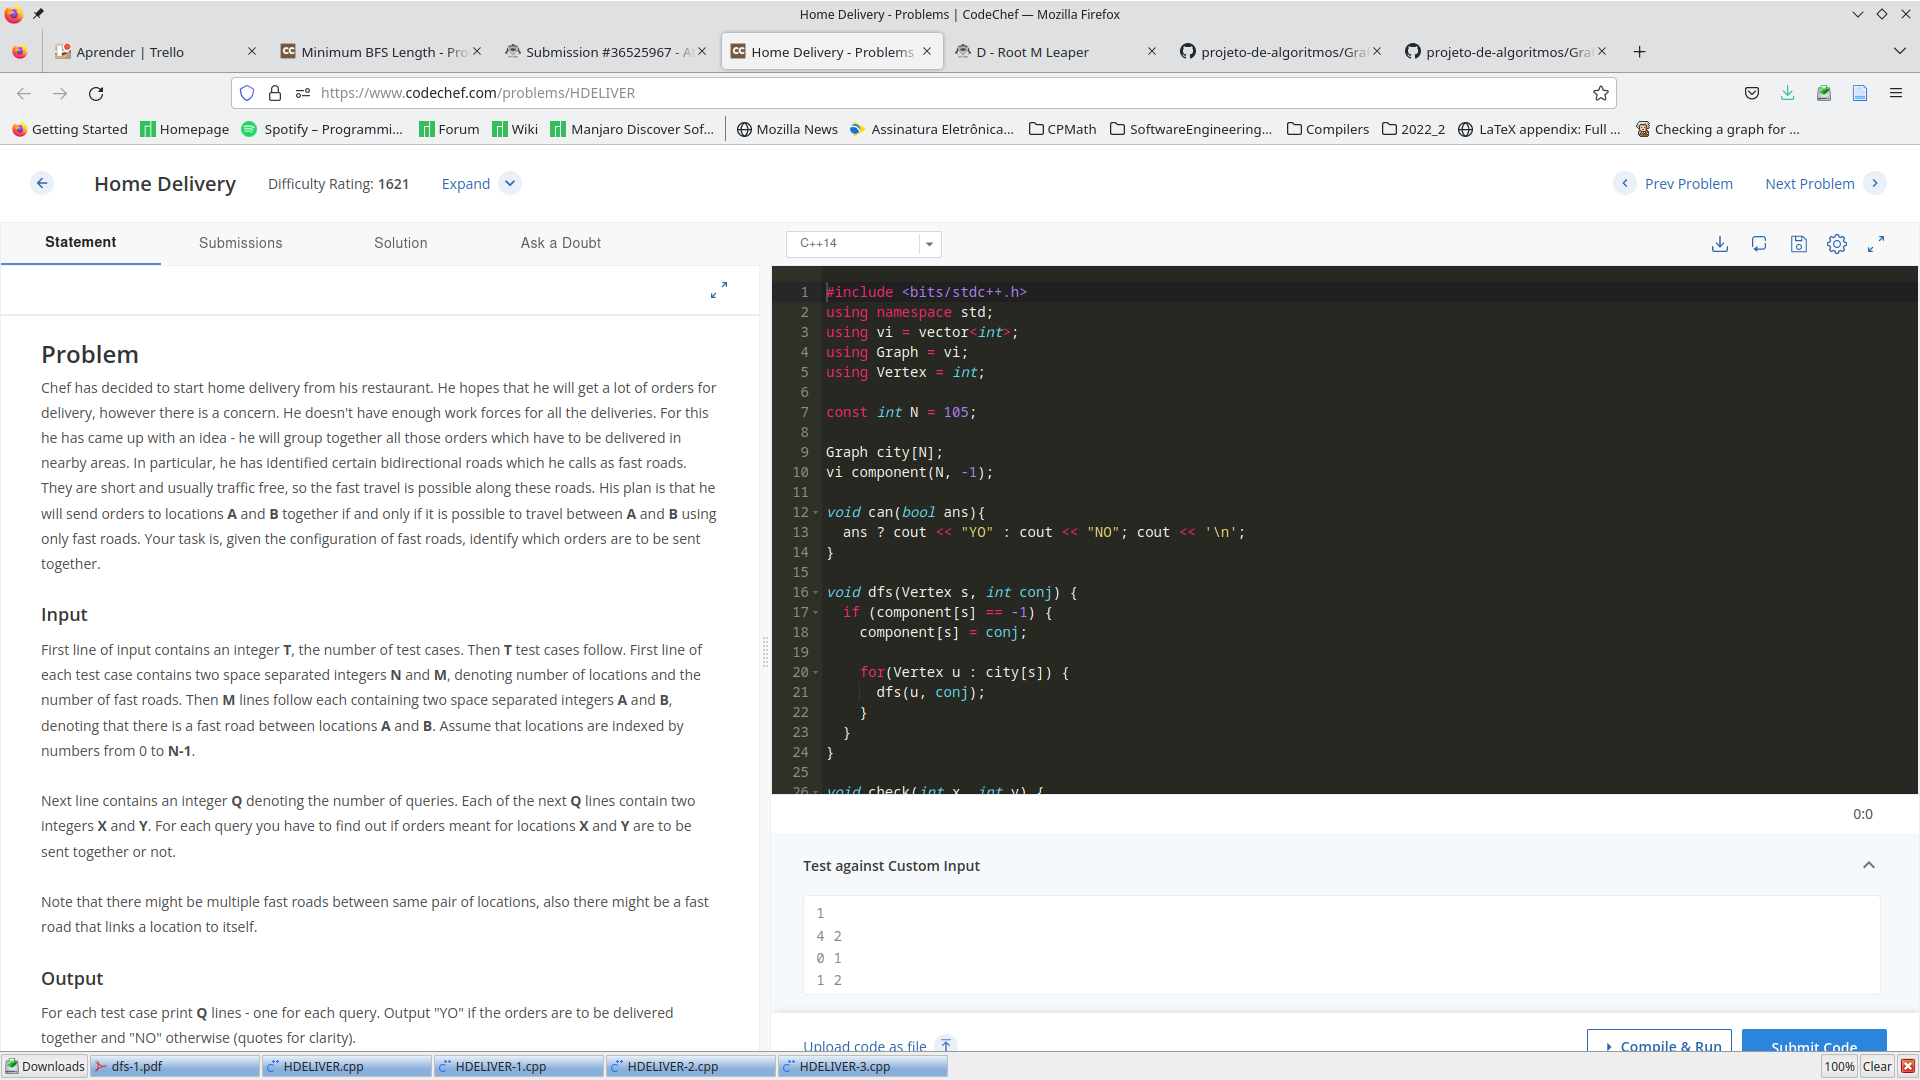 Home Delivery - Problems | CodeChef — Mozilla Firefox
Aprender | Trello
Minimum BFS Length - Pro
Submission #36525967 - A
Home Delivery - Problems
D - Root M Leaper
projeto-de-algoritmos/Gra
projeto-de-algoritmos/Gra
https://www.codechef.com/problems/HDELIVER
Getting Started
Homepage
Spotify – Programmi...
Forum
Wiki
Manjaro Discover Sof...
Mozilla News
Assinatura Eletrônica...
CPMath
SoftwareEngineering...
Compilers
2022_2
LaTeX appendix: Full ...
Checking a graph for ...
Home Delivery
Difficulty Rating: 1621
Expand
Prev Problem
Next Problem
Statement
Submissions
Solution
Ask a Doubt
C++14
Problem
Chef has decided to start home delivery from his restaurant. He hopes that he will get a lot of orders for
delivery, however there is a concern. He doesn't have enough work forces for all the deliveries. For this
he has came up with an idea - he will group together all those orders which have to be delivered in
nearby areas. In particular, he has identified certain bidirectional roads which he calls as fast roads.
They are short and usually traffic free, so the fast travel is possible along these roads. His plan is that he
will send orders to locations A and B together if and only if it is possible to travel between A and B using
only fast roads. Your task is, given the configuration of fast roads, identify which orders are to be sent
together.
Input
First line of input contains an integer T, the number of test cases. Then T test cases follow. First line of
each test case contains two space separated integers N and M, denoting number of locations and the
number of fast roads. Then M lines follow each containing two space separated integers A and B,
denoting that there is a fast road between locations A and B. Assume that locations are indexed by
numbers from 0 to N-1.
Next line contains an integer Q denoting the number of queries. Each of the next Q lines contain two
integers X and Y. For each query you have to find out if orders meant for locations X and Y are to be
sent together or not.
Note that there might be multiple fast roads between same pair of locations, also there might be a fast
road that links a location to itself.
Output
For each test case print Q lines - one for each query. Output "YO" if the orders are to be delivered
together and "NO" otherwise (quotes for clarity).
1 #include <bits/stdc++.h>
2 using namespace std;
3 using vi = vector<int>;
4 using Graph = vi;
5 using Vertex = int;
6
7 const int N = 105;
8
9 Graph city[N];
10 vi component(N, -1);
11
12 void can(bool ans){
13   ans ? cout << "YO" : cout << "NO"; cout << '\n';
14 }
15
16 void dfs(Vertex s, int conj) {
17   if (component[s] == -1) {
18     component[s] = conj;
19
20     for(Vertex u : city[s]) {
21       dfs(u, conj);
22     }
23   }
24 }
25
26 void check(int x, int y) {
0:0
Test against Custom Input
1
4 2
0 1
1 2
Upload code as file
Compile & Run
Submit Code
Downloads
dfs-1.pdf
HDELIVER.cpp
HDELIVER-1.cpp
HDELIVER-2.cpp
HDELIVER-3.cpp
100%
Clear